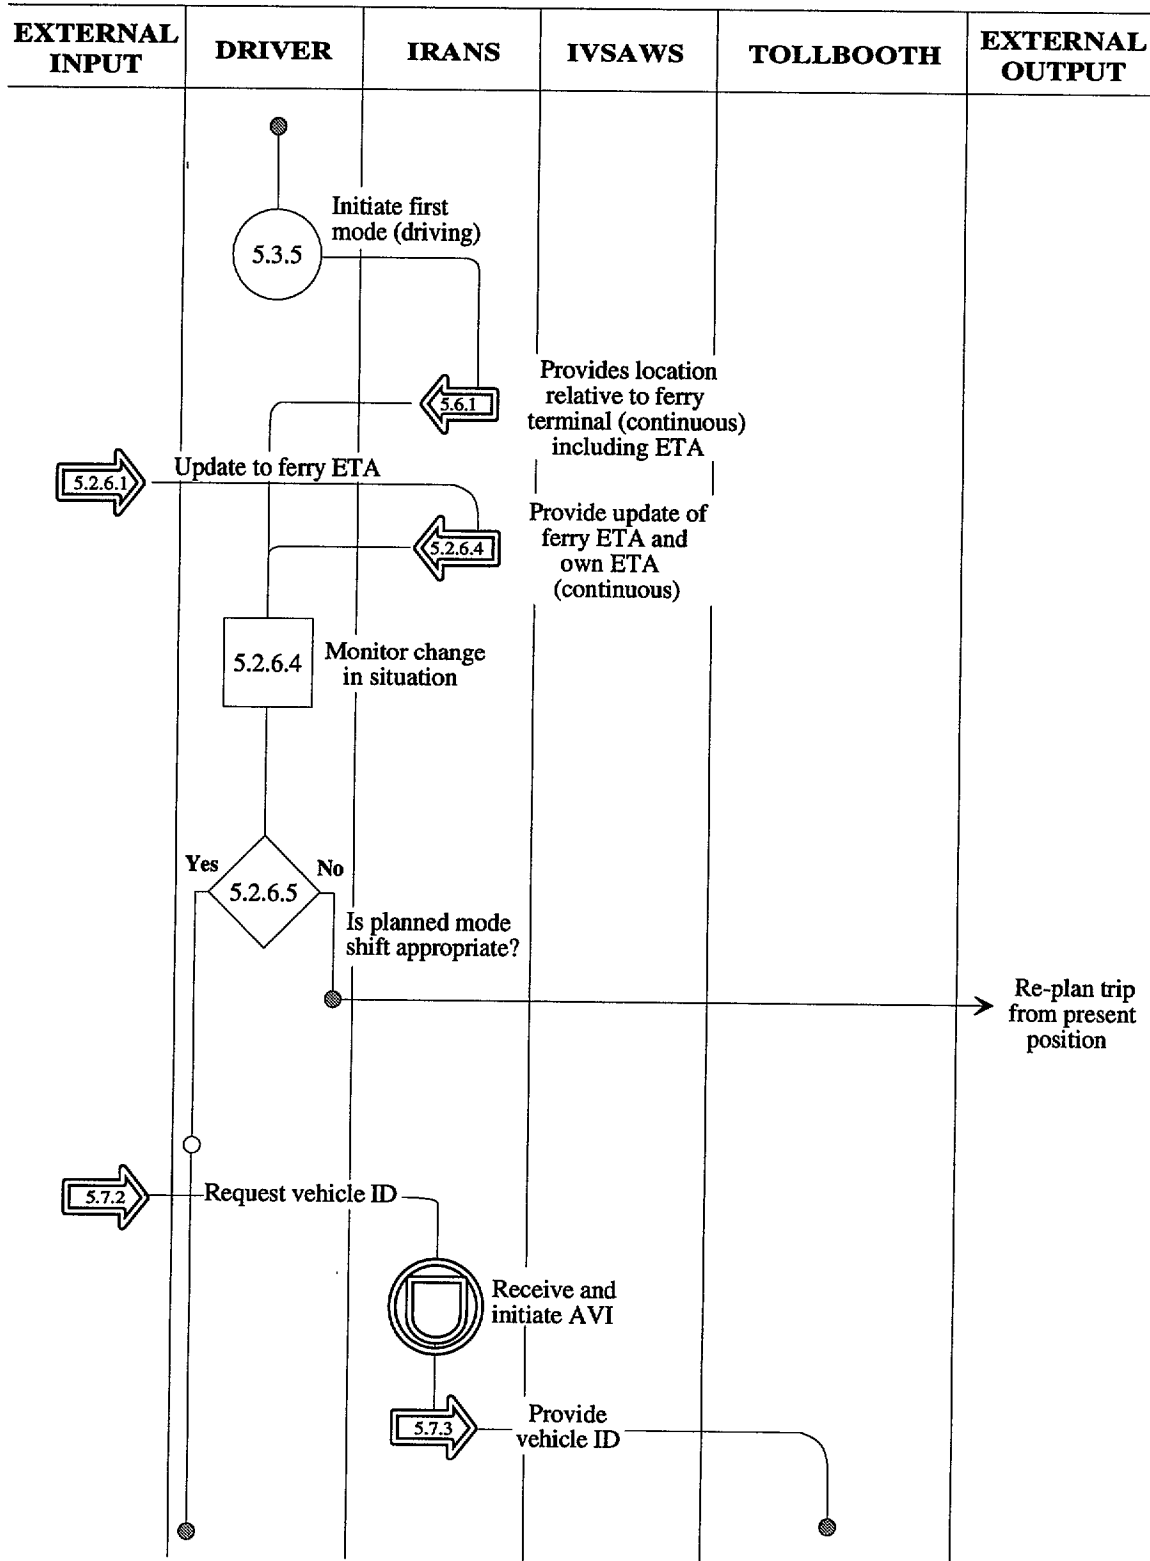 EXTERNAL
INPUT
DRIVER
IRANS
IVSAWS
TOLLBOOTH
EXTERNAL
OUTPUT
Initiate first
mode (driving)
5.3.5
5.6.1
Provides location
relative to ferry
terminal (continuous)
including ETA
5.2.6.1
Update to ferry ETA
5.2.6.4
Provide update of
ferry ETA and
own ETA
(continuous)
5.2.6.4
Monitor change
in situation
Yes
No
5.2.6.5
Is planned mode
shift appropriate?
Re-plan trip
from present
position
5.7.2
Request vehicle ID
Receive and
initiate AVI
5.7.3
Provide
vehicle ID